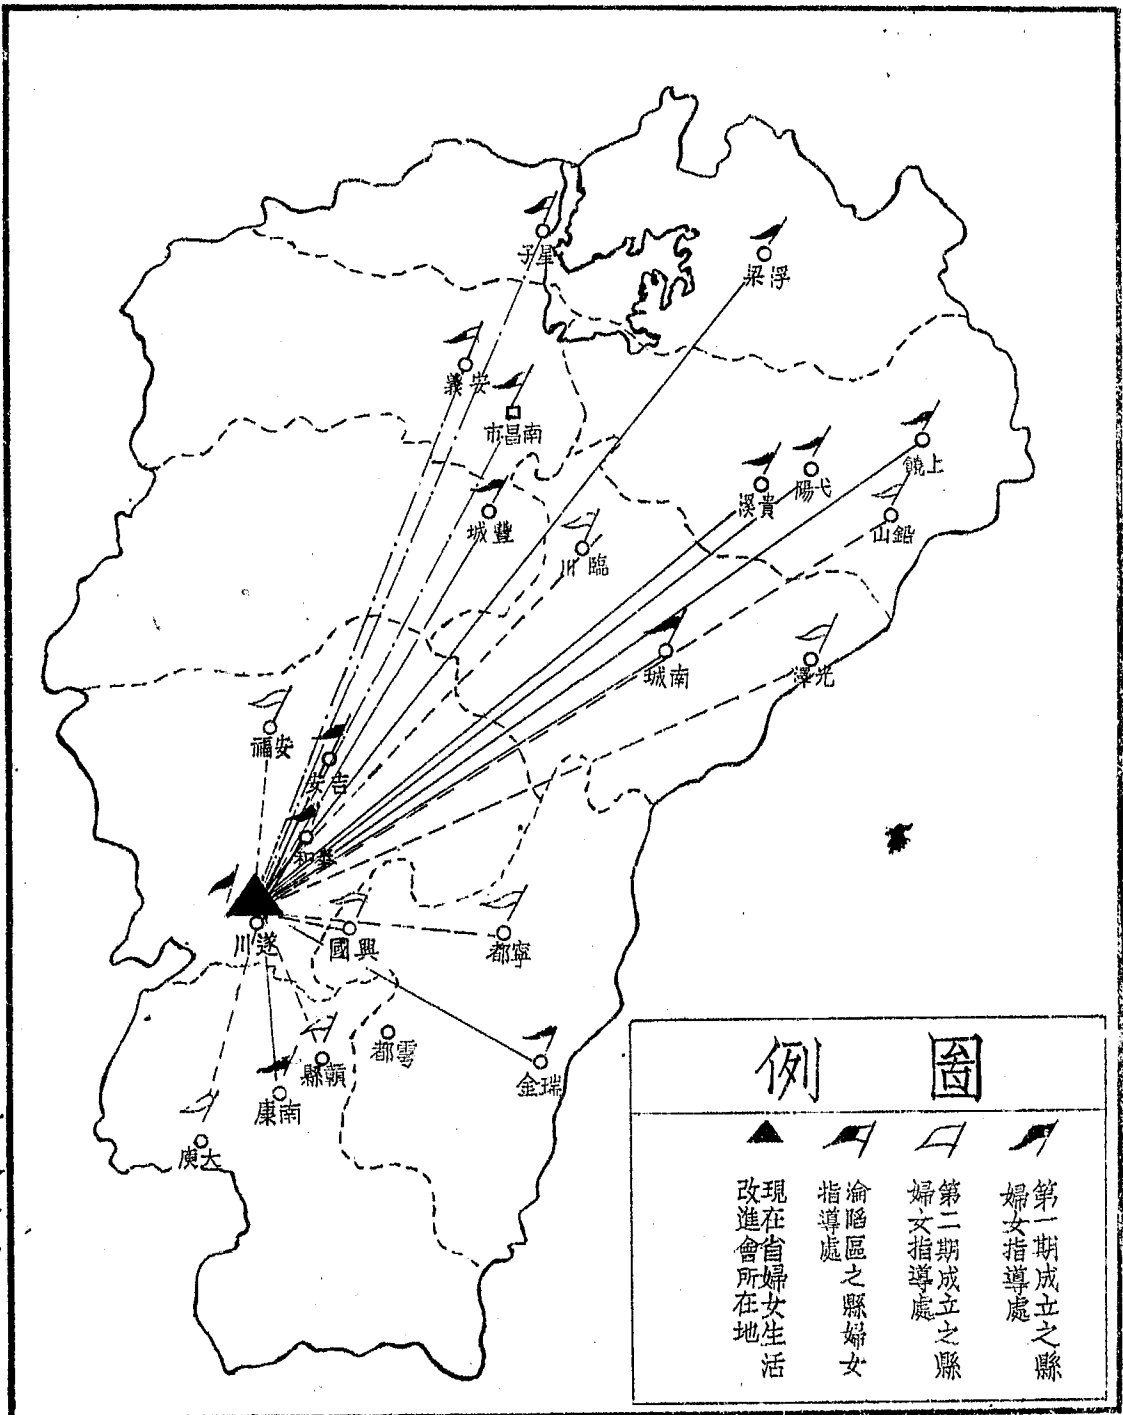 星子
浮梁
安義
南昌市
上饒
弋陽
貴溪
鉛山
豐城
臨川
南城
光澤
安福
吉安
泰和
遂川
興國
寧都
雩都
贛縣
瑞金
南康
大庾
圖例
第一期成立之縣
婦女指導處
第二期成立之縣
婦女指導處
淪陷區之縣婦女
指導處
現在省婦女生活
改進會所在地